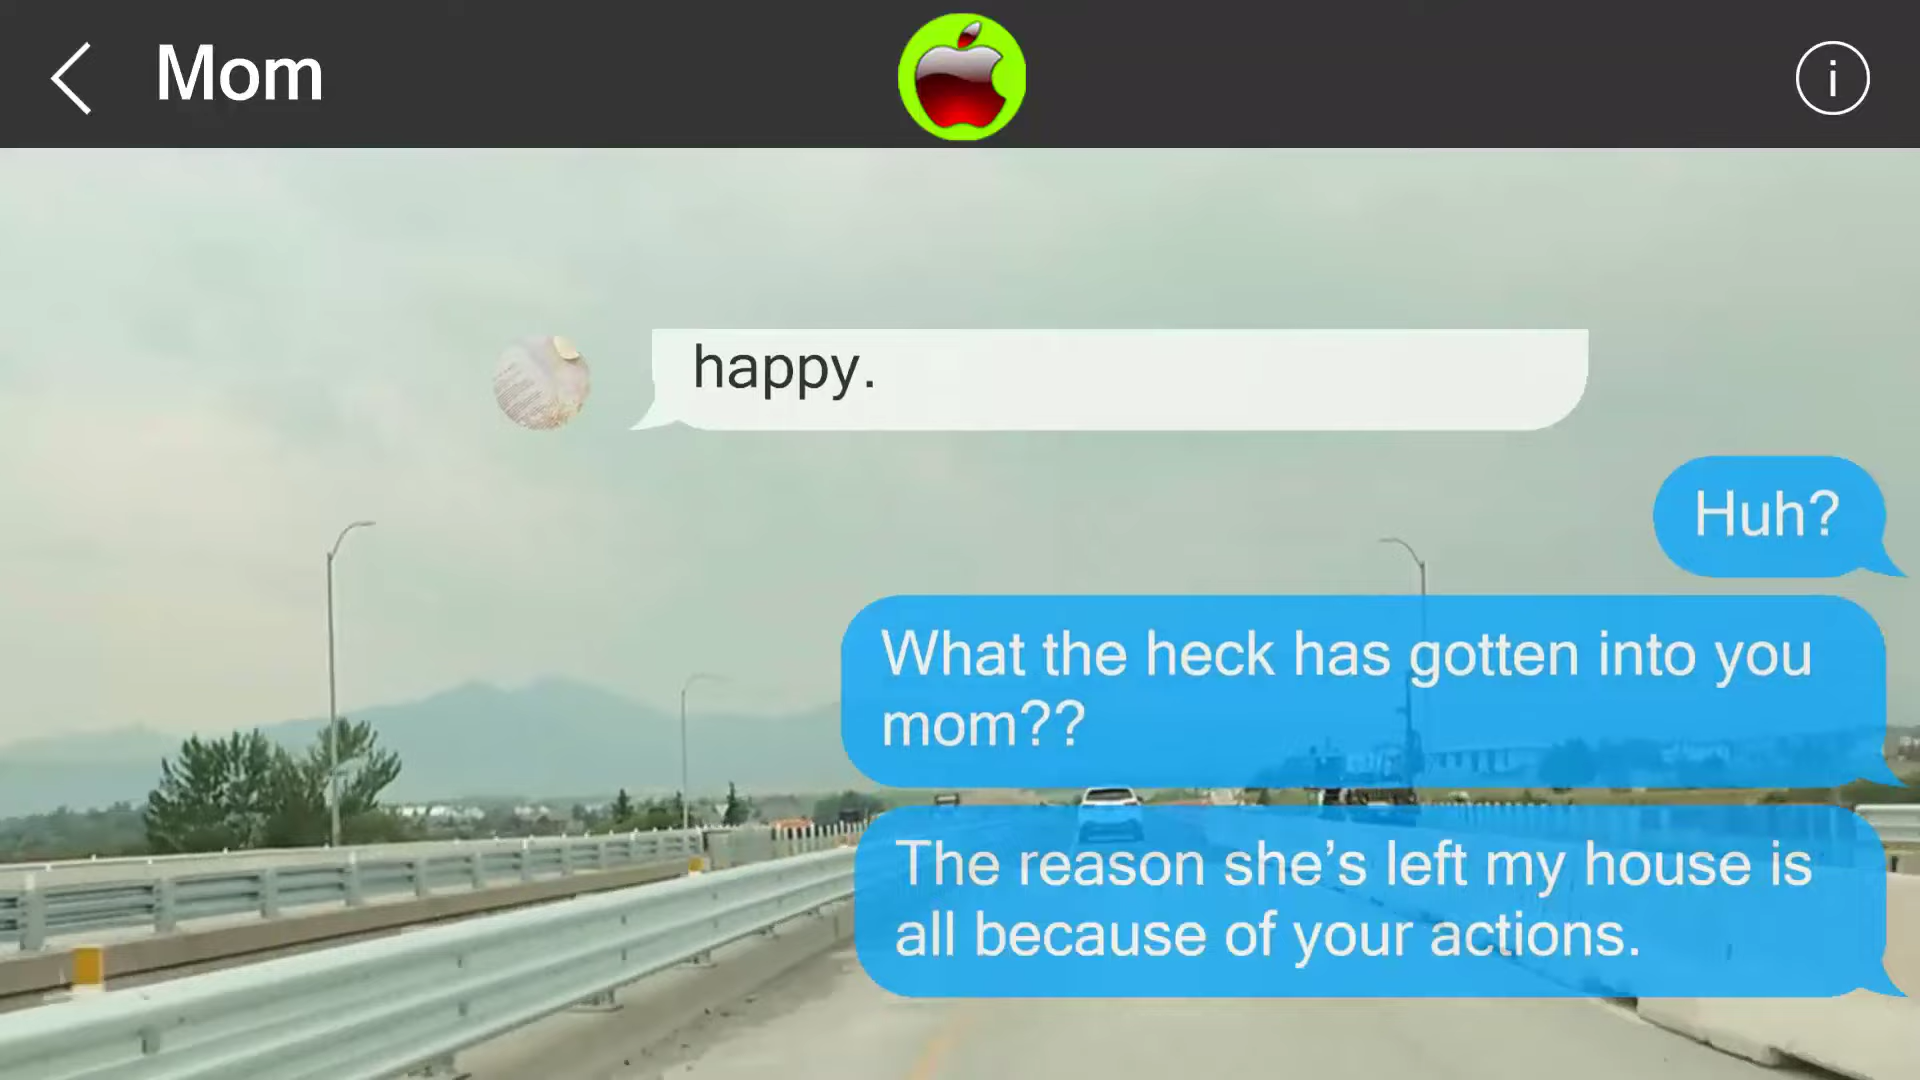 Mom
happy.
Huh?
What the heck has gotten into you
mom??
The reason she’s left my house is
all because of your actions.